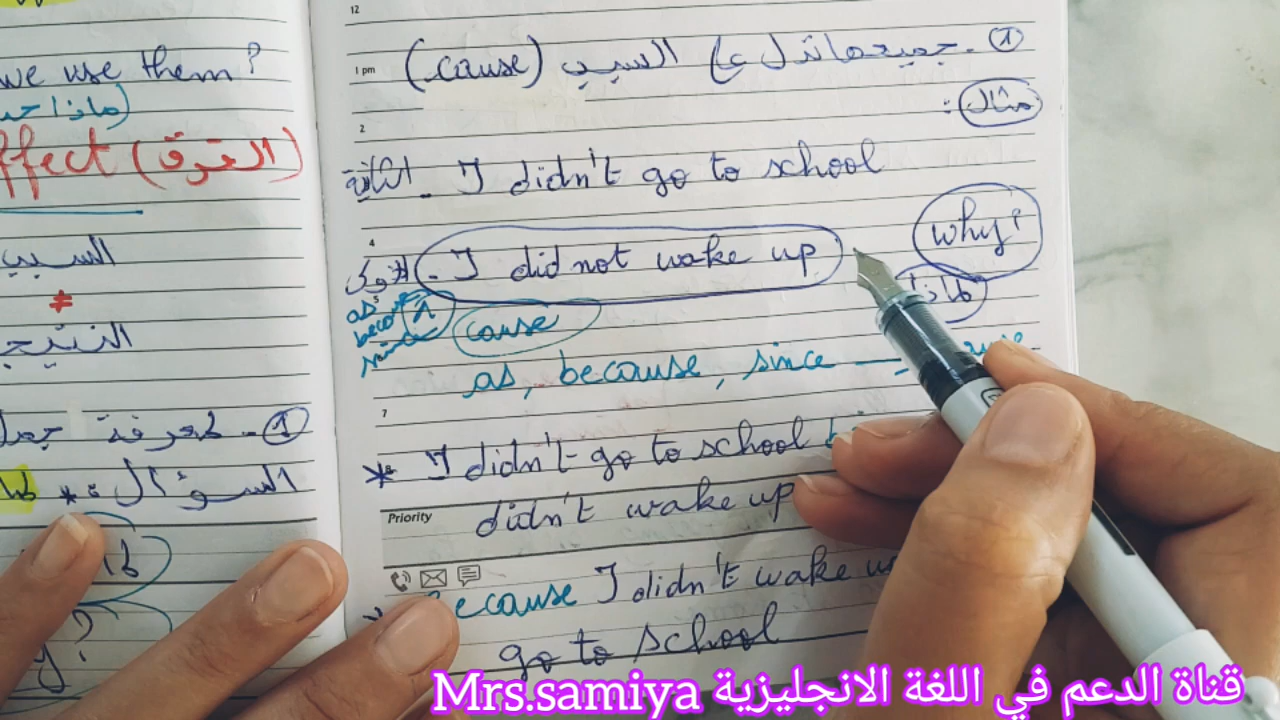 we use them?
ffect (الفرق)
السبب
≠
①- لمعرفة
السؤال: *
12
①- جميعها تدل على السبب (cause)
1 pm
مثال:
2
الثانية - I didn't go to school
why?
4
الأولى - I did not wake up
لماذا
5
as
because
since
cause
as, because, since
7
* I didn't go to school
Priority
didn't wake up
because I didn't wake up
go to school
قناة الدعم في اللغة الانجليزية Mrs.samiya